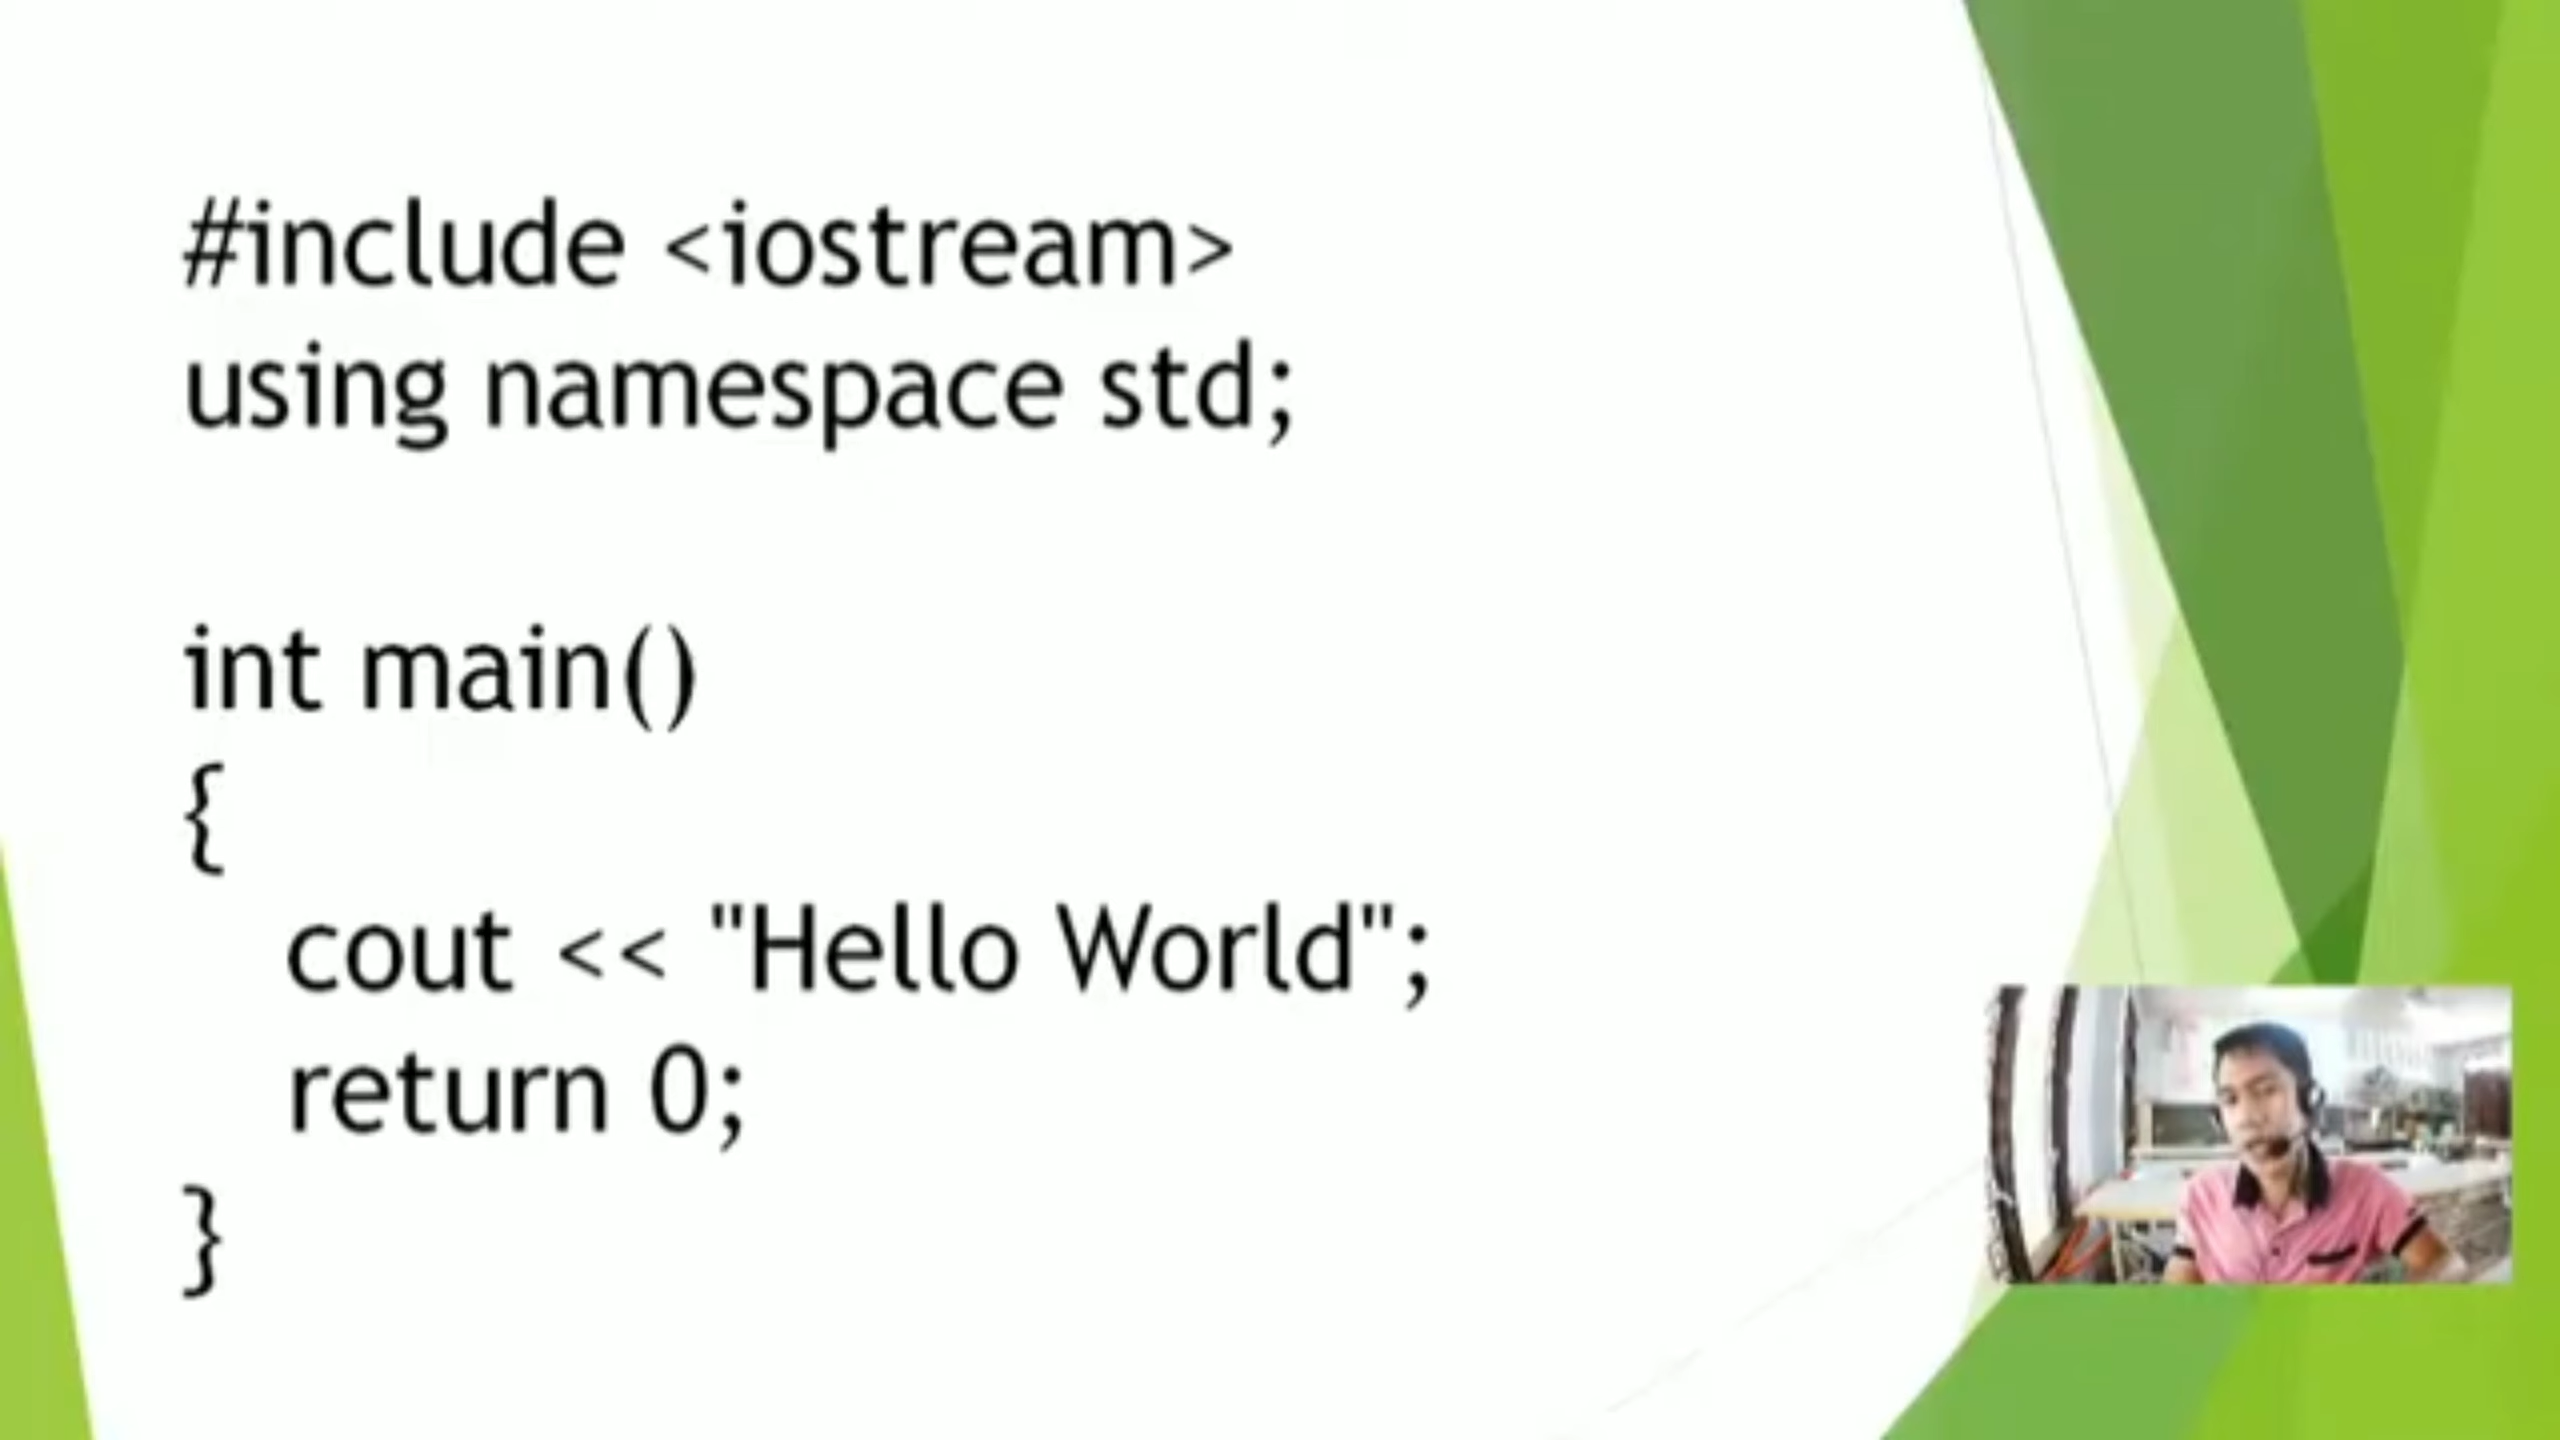 #include <iostream>
using namespace std;
int main()
{
cout << "Hello World";
return 0;
}